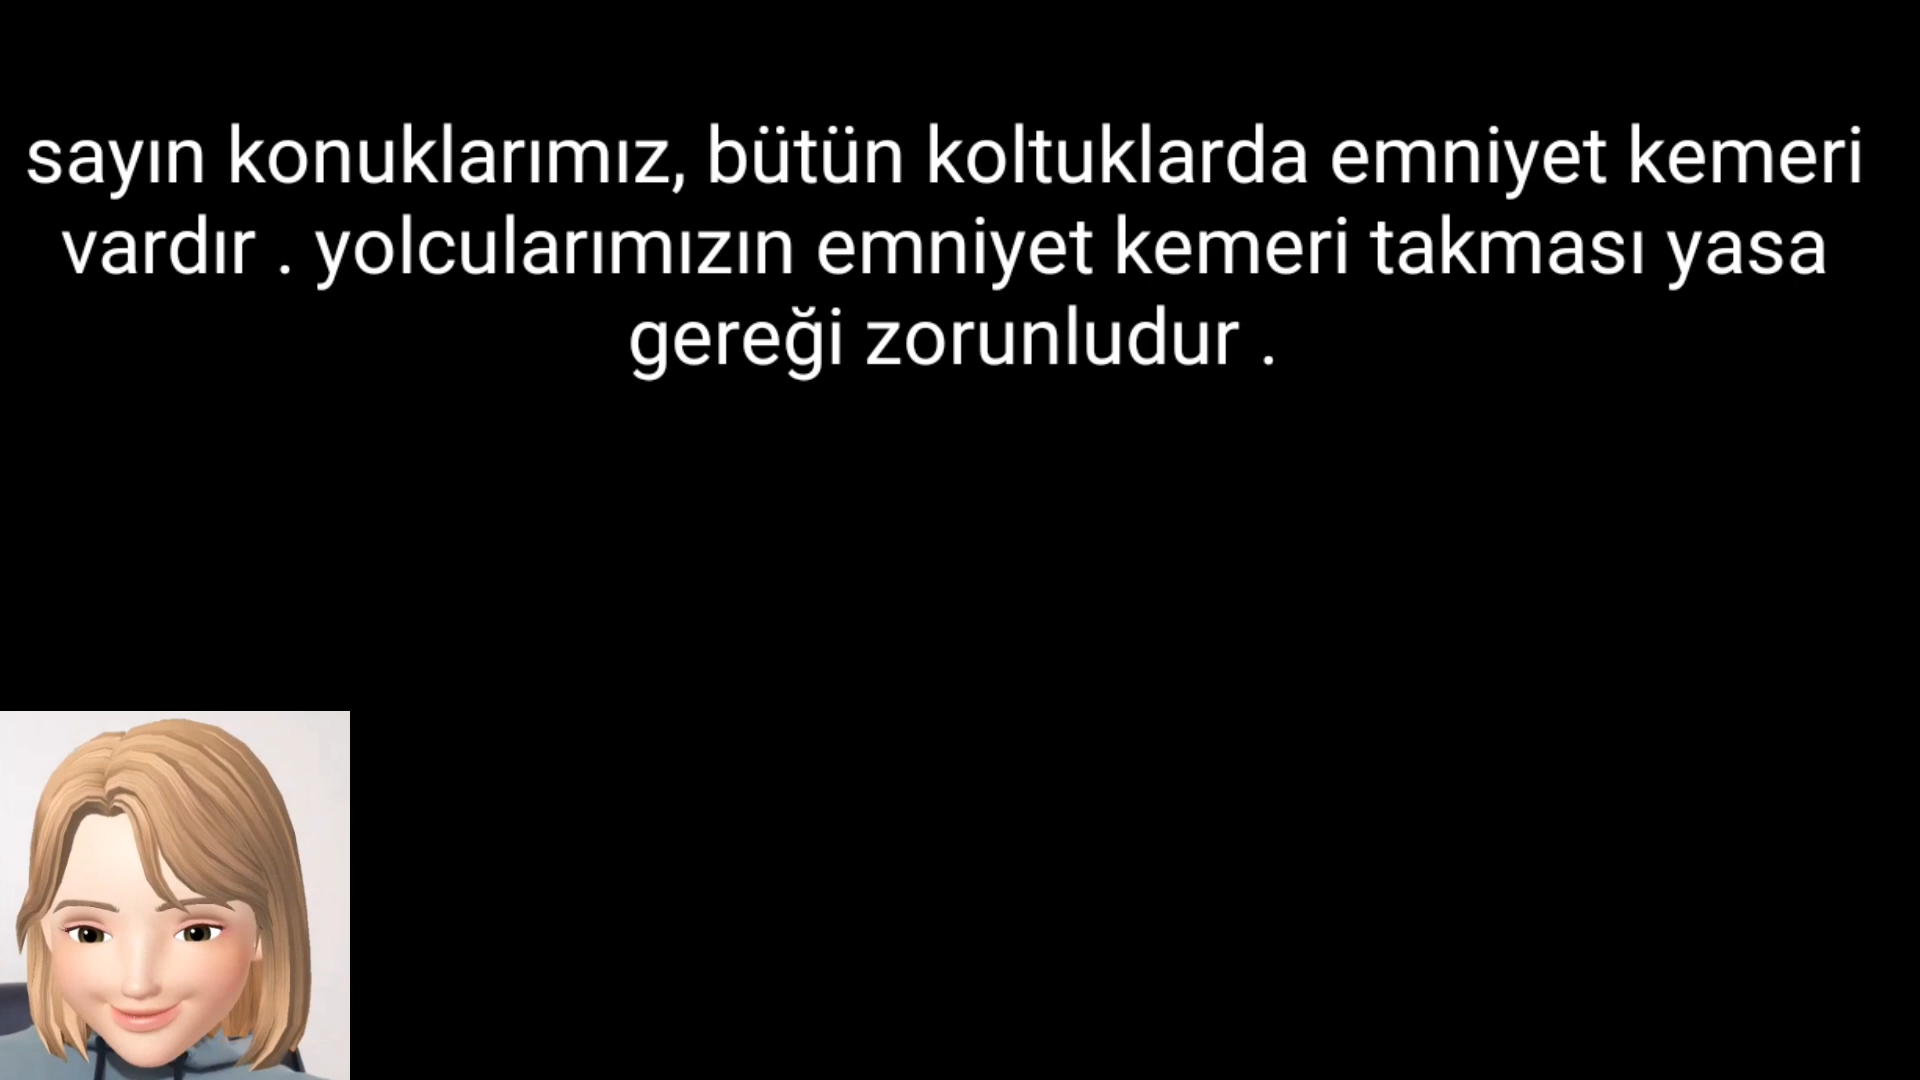 sayın konuklarımız, bütün koltuklarda emniyet kemeri
vardır . yolcularımızın emniyet kemeri takması yasa
gereği zorunludur .